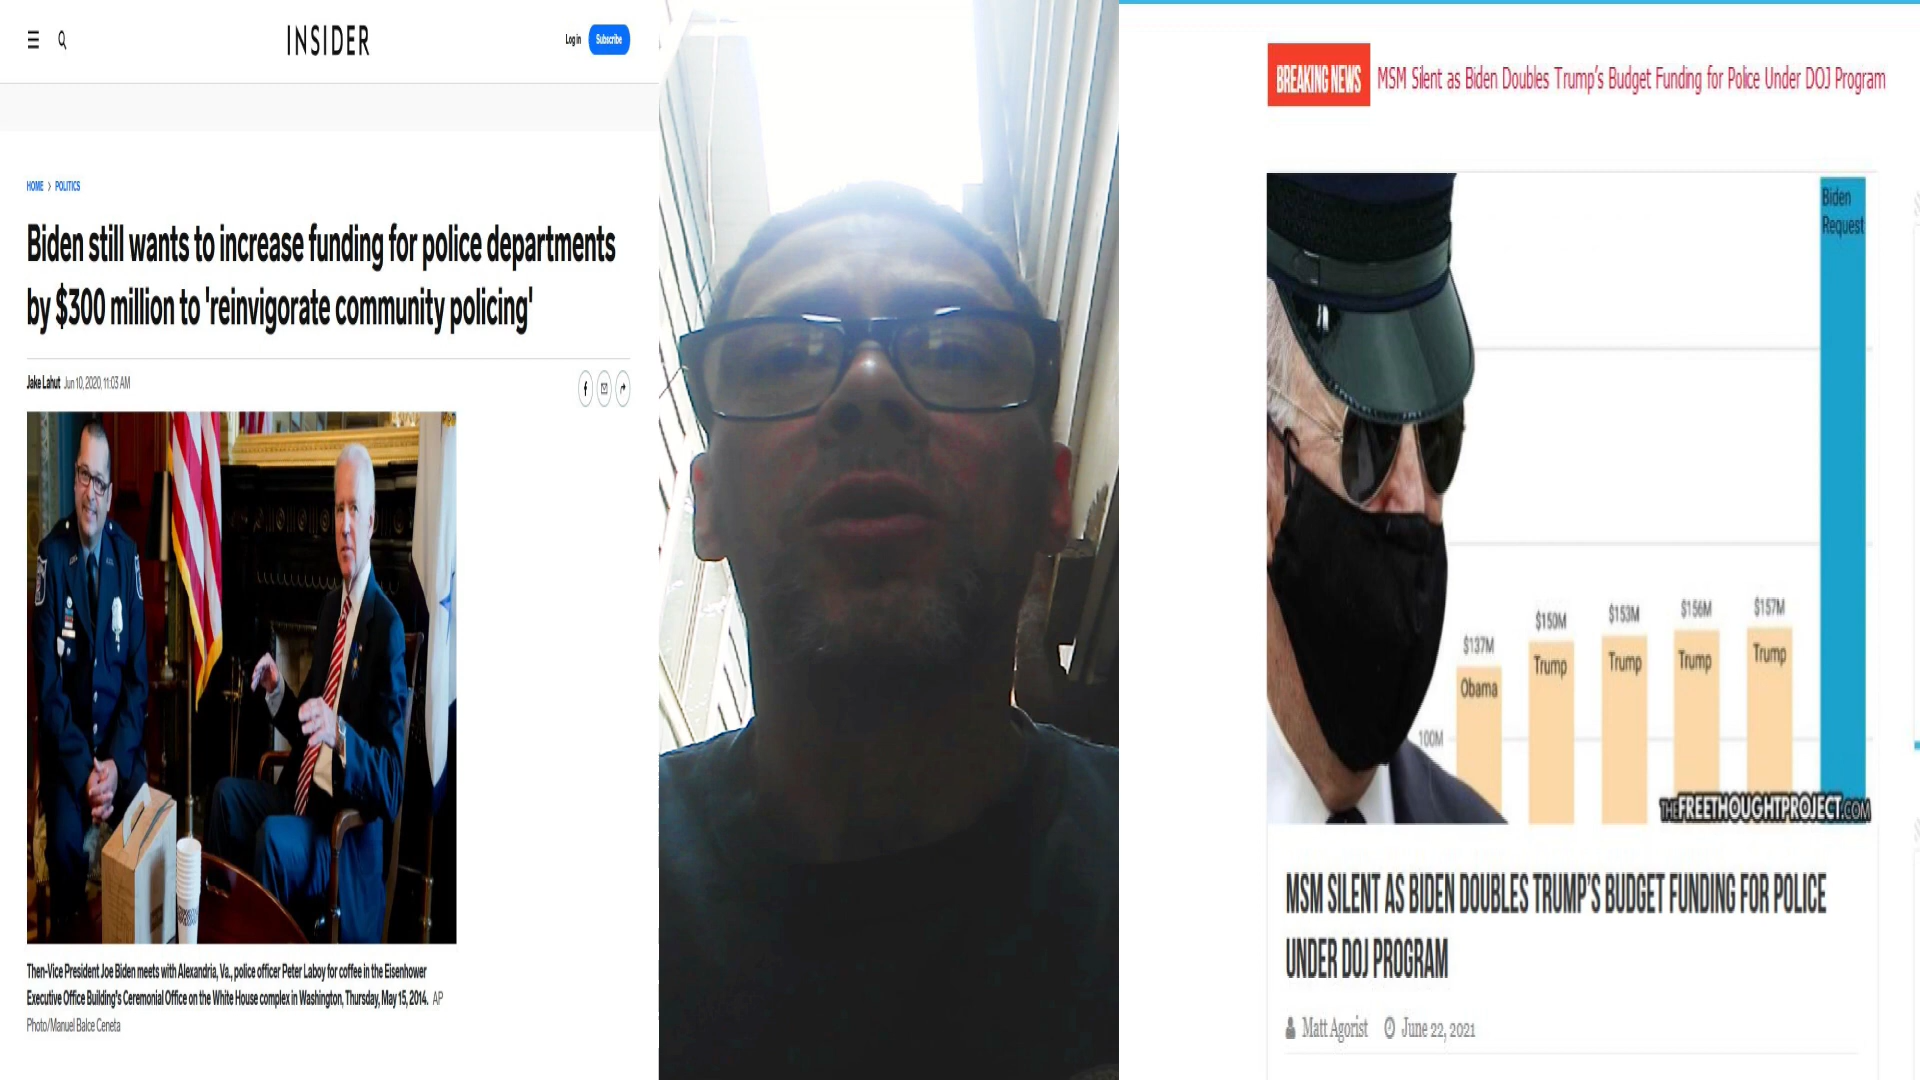 INSIDER
Log in
Subscribe
HOME > POLITICS
Biden still wants to increase funding for police departments
by $300 million to 'reinvigorate community policing'
Jake Lahut Jun 10, 2020, 11:03 AM
Then-Vice President Joe Biden meets with Alexandria, Va., police officer Peter Laboy for coffee in the Eisenhower
Executive Office Building's Ceremonial Office on the White House complex in Washington, Thursday, May 15, 2014. AP
Photo/Manuel Balce Ceneta
BREAKING NEWS
MSM Silent as Biden Doubles Trump's Budget Funding for Police Under DOJ Program
Biden
Request
$137M
$150M
$153M
$156M
$157M
Obama
Trump
Trump
Trump
Trump
100M
THEFREETHOUGHTPROJECT.COM
MSM SILENT AS BIDEN DOUBLES TRUMP'S BUDGET FUNDING FOR POLICE
UNDER DOJ PROGRAM
Matt Agorist June 22, 2021